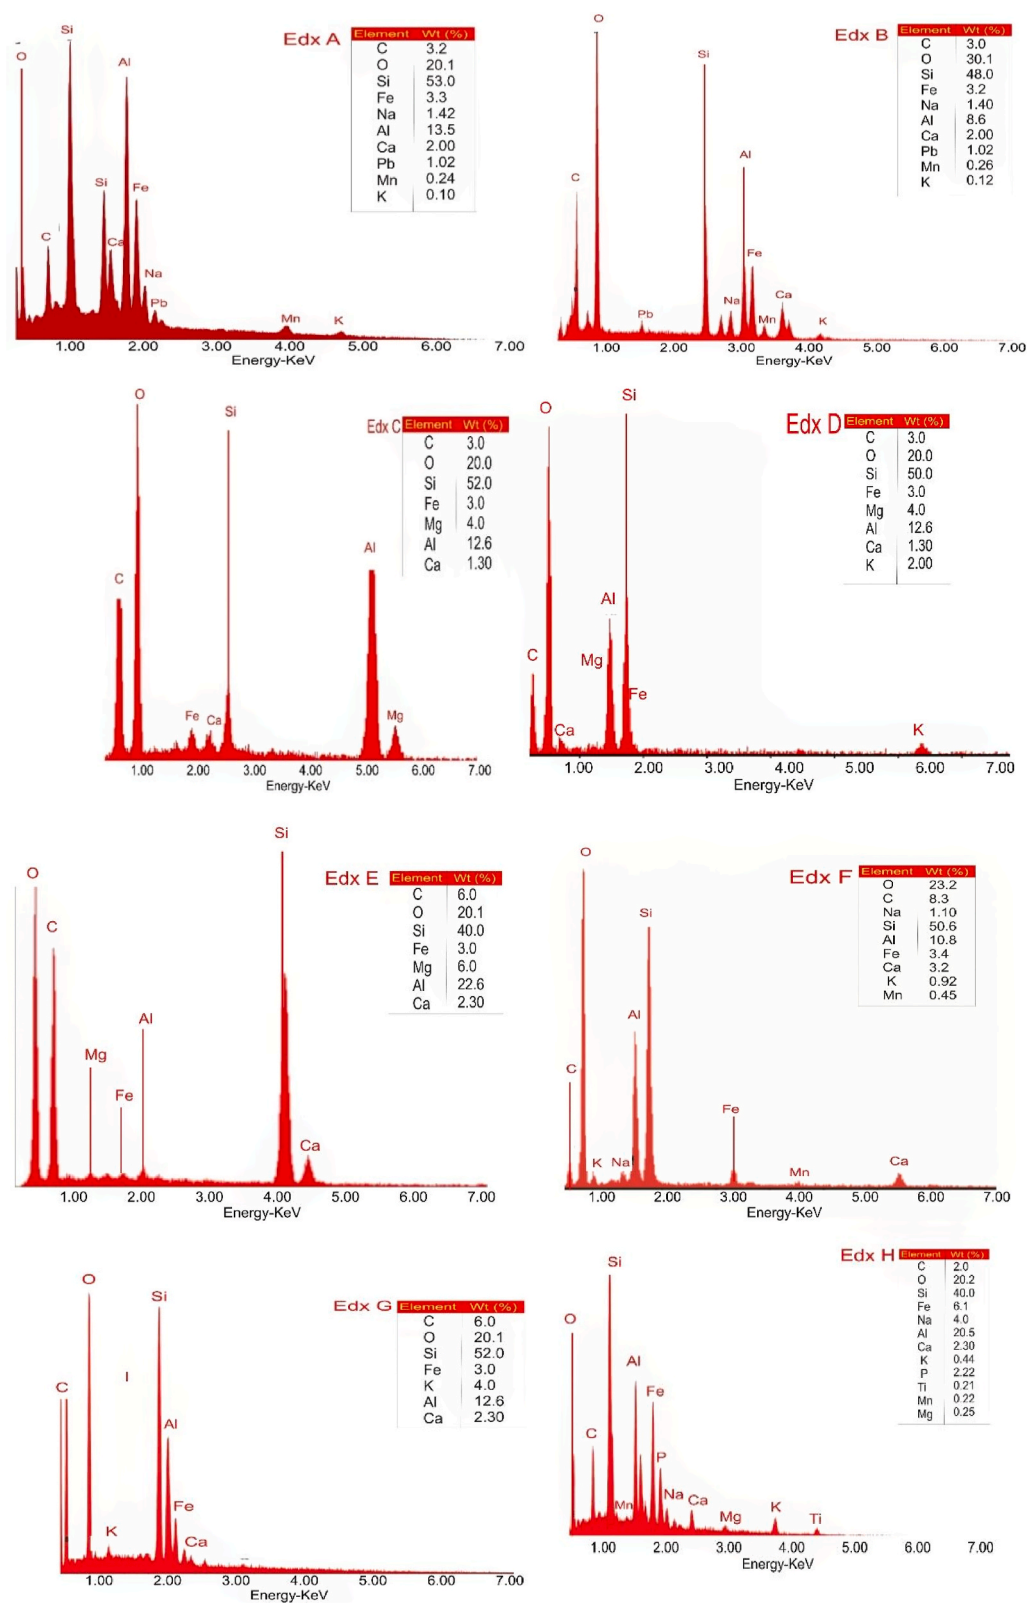 Edx A
Element Wt (%)
C 3.2
O 20.1
Si 53.0
Fe 3.3
Na 1.42
Al 13.5
Ca 2.00
Pb 1.02
Mn 0.24
K 0.10
O
Si
Al
Si
Fe
C
Ca
Na
Pb
Mn
K
1.00 2.00 3.00 4.00 5.00 6.00 7.00
Energy-KeV
Edx B
Element Wt (%)
C 3.0
O 30.1
Si 48.0
Fe 3.2
Na 1.40
Al 8.6
Ca 2.00
Pb 1.02
Mn 0.26
K 0.12
O
Si
Al
C
Fe
Pb
Na
Mn
Ca
K
1.00 2.00 3.00 4.00 5.00 6.00 7.00
Energy-KeV
Edx C
Element Wt (%)
C 3.0
O 20.0
Si 52.0
Fe 3.0
Mg 4.0
Al 12.6
Ca 1.30
O
Si
Al
C
Fe
Ca
Mg
1.00 2.00 3.00 4.00 5.00 6.00 7.00
Energy-KeV
Edx D
Element Wt (%)
C 3.0
O 20.0
Si 50.0
Fe 3.0
Mg 4.0
Al 12.6
Ca 1.30
K 2.00
Si
O
Al
C
Mg
Fe
Ca
K
1.00 2.00 3.00 4.00 5.00 6.00 7.00
Energy-KeV
Edx E
Element Wt (%)
C 6.0
O 20.1
Si 40.0
Fe 3.0
Mg 6.0
Al 22.6
Ca 2.30
Si
O
C
Al
Mg
Fe
Ca
1.00 2.00 3.00 4.00 5.00 6.00 7.00
Energy-KeV
Edx F
Element Wt (%)
O 23.2
C 8.3
Na 1.10
Si 50.6
Al 10.8
Fe 3.4
Ca 3.2
K 0.92
Mn 0.45
O
Si
Al
C
Fe
K
Na
Mn
Ca
1.00 2.00 3.00 4.00 5.00 6.00 7.00
Energy-KeV
Edx G
Element Wt (%)
C 6.0
O 20.1
Si 52.0
Fe 3.0
K 4.0
Al 12.6
Ca 2.30
O
Si
I
C
Al
Fe
K
Ca
1.00 2.00 3.00 4.00 5.00 6.00 7.00
Energy-KeV
Edx H
Element Wt (%)
C 2.0
O 20.2
Si 40.0
Fe 6.1
Na 4.0
Al 20.5
Ca 2.30
K 0.44
P 2.22
Ti 0.21
Mn 0.22
Mg 0.25
Si
O
Al
Fe
C
P
Mn
Na
Ca
Mg
K
Ti
1.00 2.00 3.00 4.00 5.00 6.00 7.00
Energy-KeV